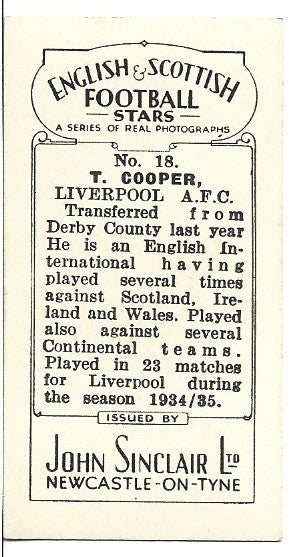 ENGLISH & SCOTTISH
FOOTBALL
STARS
A SERIES OF REAL PHOTOGRAPHS
No. 18.
T. COOPER,
LIVERPOOL A.F.C.
Transferred from
Derby County last year
He is an English In-
ternational having
played several times
against Scotland, Ire-
land and Wales. Played
also against several
Continental teams.
Played in 23 matches
for Liverpool during
the season 1934/35.
ISSUED BY
JOHN SINCLAIR LTD
NEWCASTLE-ON-TYNE